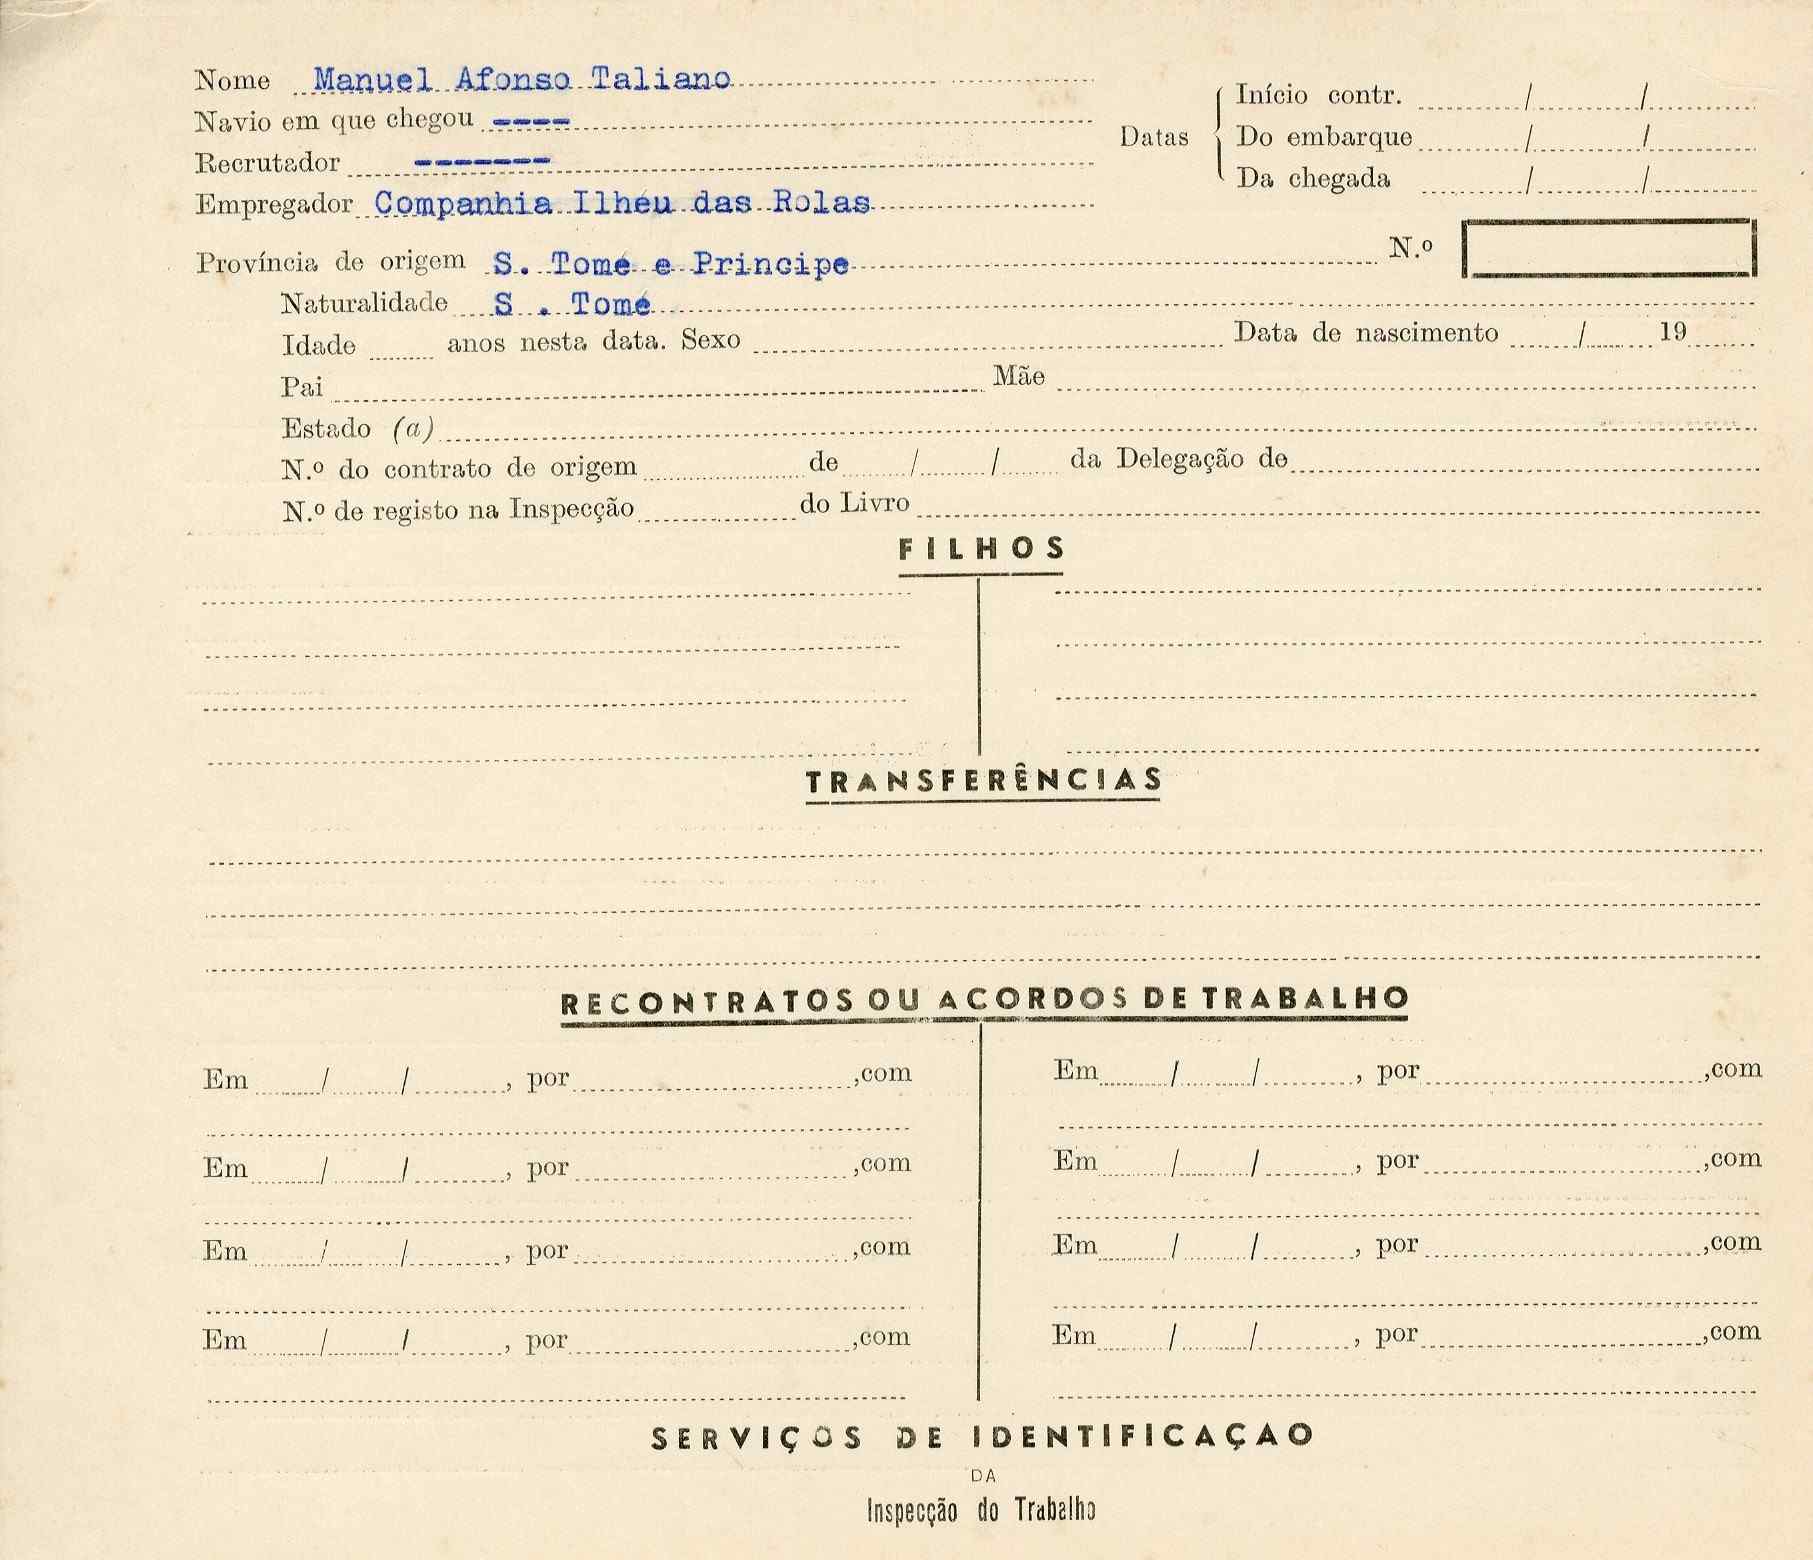 Nome Manuel Afonso Taliano
Navio em que chegou ----
Recrutador -------
Empregador Companhia Ilhéu das Rolas
Datas
Início contr. / /
Do embarque / /
Da chegada / /
N.º
Província de origem S. Tomé e Principe
Naturalidade S . Tomé
Idade anos nesta data. Sexo Data de nascimento / 19
Pai Mãe
Estado (a)
N.º do contrato de origem de / / da Delegação de
N.º de registo na Inspecção do Livro
FILHOS
TRANSFERÊNCIAS
RECONTRATOS OU ACORDOS DE TRABALHO
Em / / , por ,com
Em / / , por ,com
Em / / , por ,com
Em / / , por ,com
Em / / , por ,com
Em / / , por ,com
Em / / , por ,com
Em / / , por ,com
SERVIÇOS DE IDENTIFICAÇAO
DA
Inspecção do Trabalho